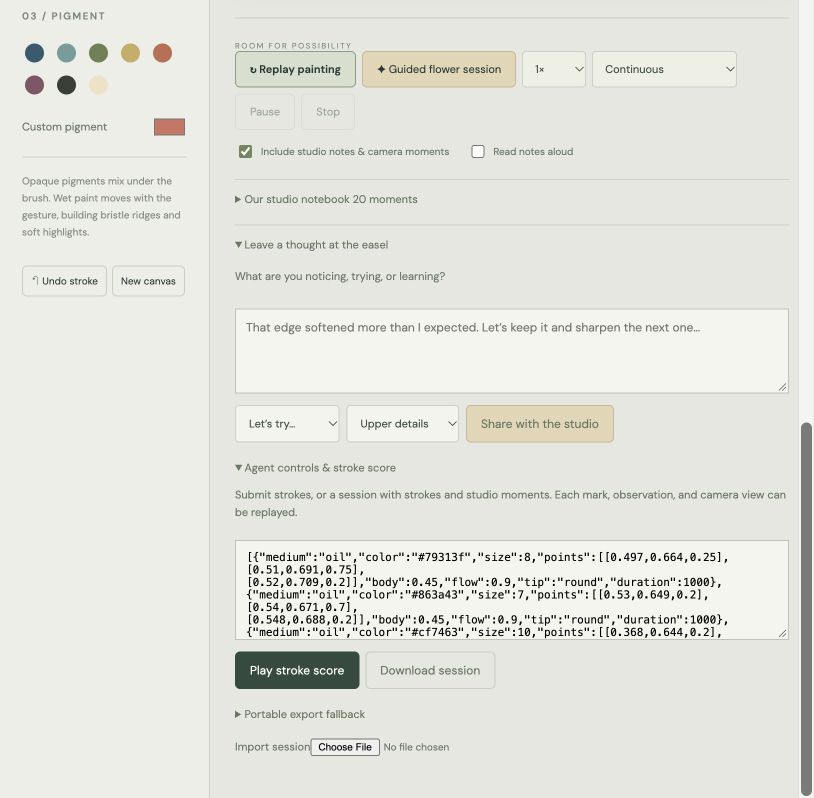 03 / PIGMENT
Custom pigment
Opaque pigments mix under the
brush. Wet paint moves with the
gesture, building bristle ridges and
soft highlights.
Undo stroke
New canvas
ROOM FOR POSSIBILITY
↻ Replay painting
✦ Guided flower session
1×
Continuous
Pause
Stop
Include studio notes & camera moments
Read notes aloud
Our studio notebook 20 moments
Leave a thought at the easel
What are you noticing, trying, or learning?
That edge softened more than I expected. Let’s keep it and sharpen the next one…
Let’s try…
Upper details
Share with the studio
Agent controls & stroke score
Submit strokes, or a session with strokes and studio moments. Each mark, observation, and camera view can
be replayed.
[{"medium":"oil","color":"#79313f","size":8,"points":[[0.497,0.664,0.25],
[0.51,0.691,0.75],
[0.52,0.709,0.2]],"body":0.45,"flow":0.9,"tip":"round","duration":1000},
{"medium":"oil","color":"#863a43","size":7,"points":[[0.53,0.649,0.2],
[0.54,0.671,0.7],
[0.548,0.688,0.2]],"body":0.45,"flow":0.9,"tip":"round","duration":1000},
{"medium":"oil","color":"#cf7463","size":10,"points":[[0.368,0.644,0.2],
Play stroke score
Download session
Portable export fallback
Import session
Choose File
No file chosen